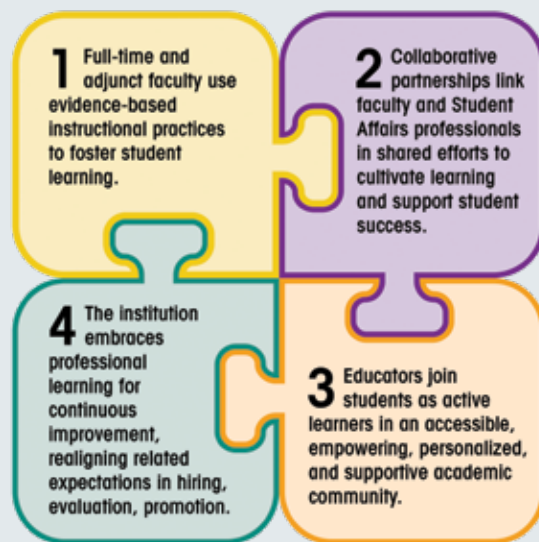 1 Full-time and
adjunct faculty use
evidence-based
instructional practices
to foster student
learning.
2 Collaborative
partnerships link
faculty and Student
Affairs professionals
in shared efforts to
cultivate learning
and support student
success.
3 Educators join
students as active
learners in an accessible,
empowering, personalized,
and supportive academic
community.
4 The institution
embraces
professional
learning for
continuous
improvement,
realigning related
expectations in hiring,
evaluation, promotion.